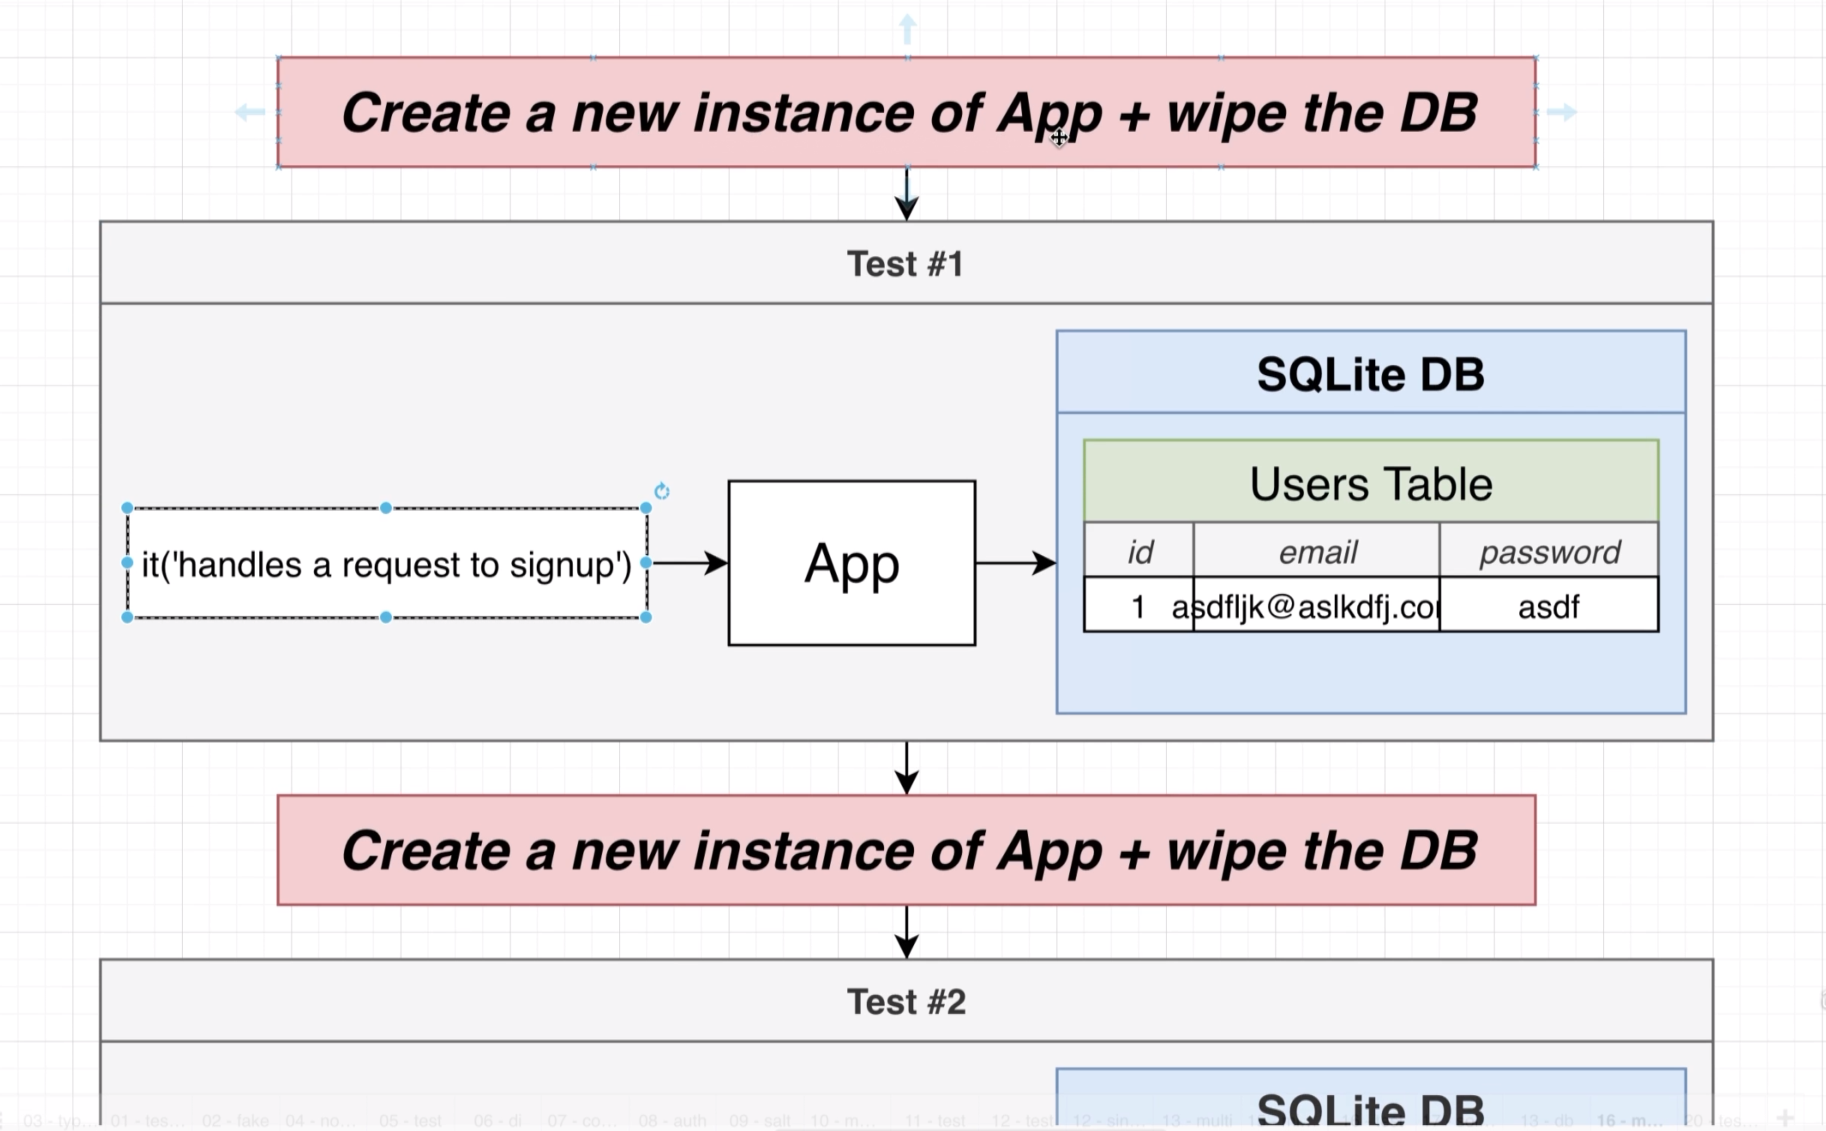 Create a new instance of App + wipe the DB
Test #1
SQLite DB
Users Table
id email password
1 asdfljk@aslkdfj.co asdf
it('handles a request to signup')
App
Create a new instance of App + wipe the DB
Test #2
SQLite DB
03 - typ... 01 - tes... 02 - fake 04 - no... 05 - test 06 - di 07 - co... 08 - auth 09 - salt 10 - m... 11 - test 12 - test 12 - sin... 13 - multi 13 - db 16 - m... 20 tes...